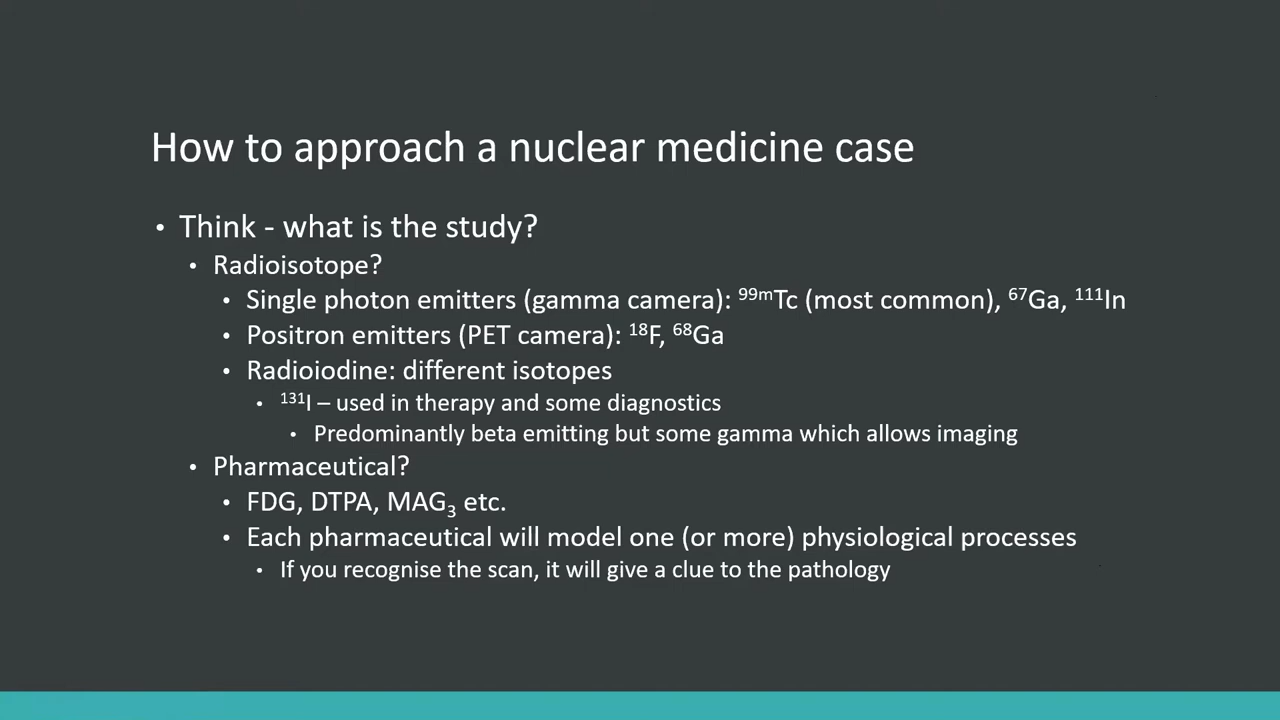 How to approach a nuclear medicine case
• Think - what is the study?
• Radioisotope?
• Single photon emitters (gamma camera): ⁹⁹ᵐTc (most common), ⁶⁷Ga, ¹¹¹In
• Positron emitters (PET camera): ¹⁸F, ⁶⁸Ga
• Radioiodine: different isotopes
• ¹³¹I – used in therapy and some diagnostics
• Predominantly beta emitting but some gamma which allows imaging
• Pharmaceutical?
• FDG, DTPA, MAG₃ etc.
• Each pharmaceutical will model one (or more) physiological processes
• If you recognise the scan, it will give a clue to the pathology